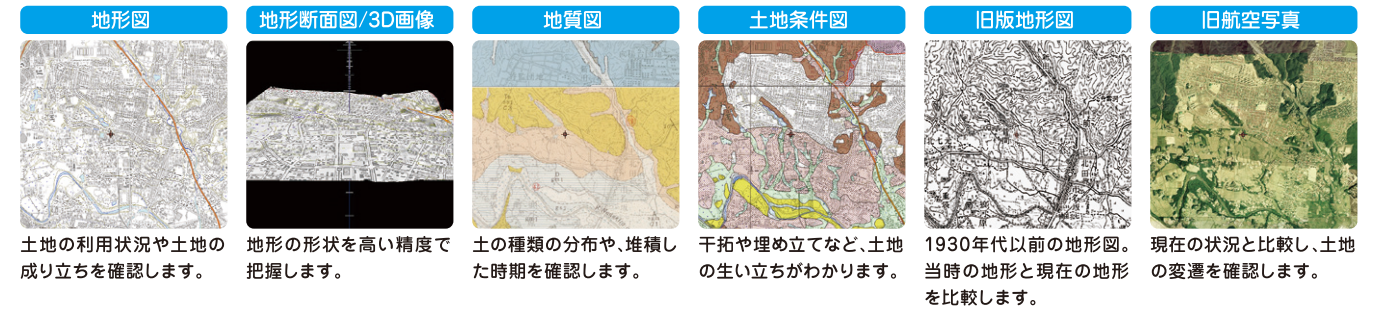 地形図
土地の利用状況や土地の
成り立ちを確認します。
地形断面図/3D画像
地形の形状を高い精度で
把握します。
地質図
土の種類の分布や、堆積し
た時期を確認します。
土地条件図
干拓や埋め立てなど、土地
の生い立ちがわかります。
旧版地形図
1930年代以前の地形図。
当時の地形と現在の地形
を比較します。
旧航空写真
現在の状況と比較し、土地
の変遷を確認します。